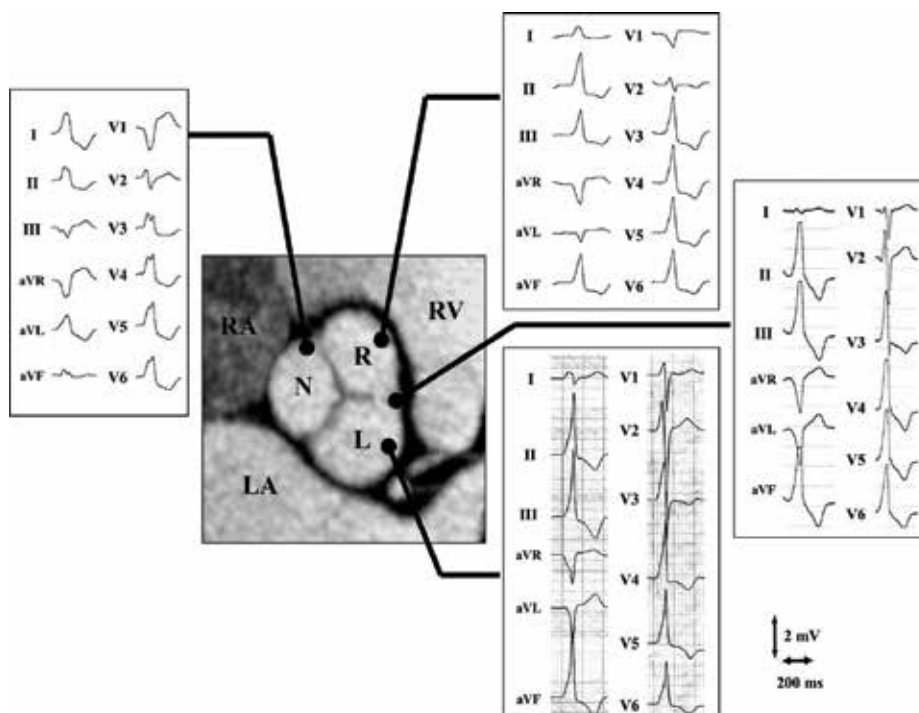 I V1
II V2
III V3
aVR V4
aVL V5
aVF V6
I V1
II V2
III V3
aVR V4
aVL V5
aVF V6
RA
RV
R
N
L
LA
I V1
II V2
III V3
aVR V4
aVL V5
aVF V6
I V1
II V2
III V3
aVR V4
aVL V5
aVF V6
2 mV
200 ms